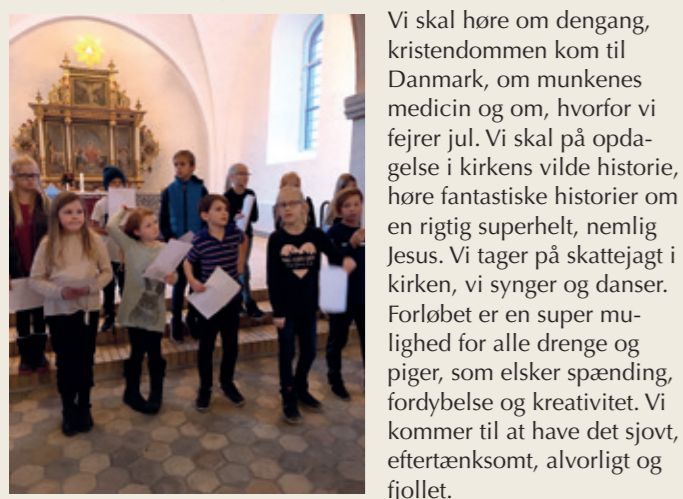 Vi skal høre om dengang,
kristendommen kom til
Danmark, om munkenes
medicin og om, hvorfor vi
fejrer jul. Vi skal på opda-
gelse i kirkens vilde historie,
høre fantastiske historier om
en rigtig superhelt, nemlig
Jesus. Vi tager på skattejagt i
kirken, vi synger og danser.
Forløbet er en super mu-
lighed for alle drenge og
piger, som elsker spænding,
fordybelse og kreativitet. Vi
kommer til at have det sjovt,
eftertænksomt, alvorligt og
fjollet.